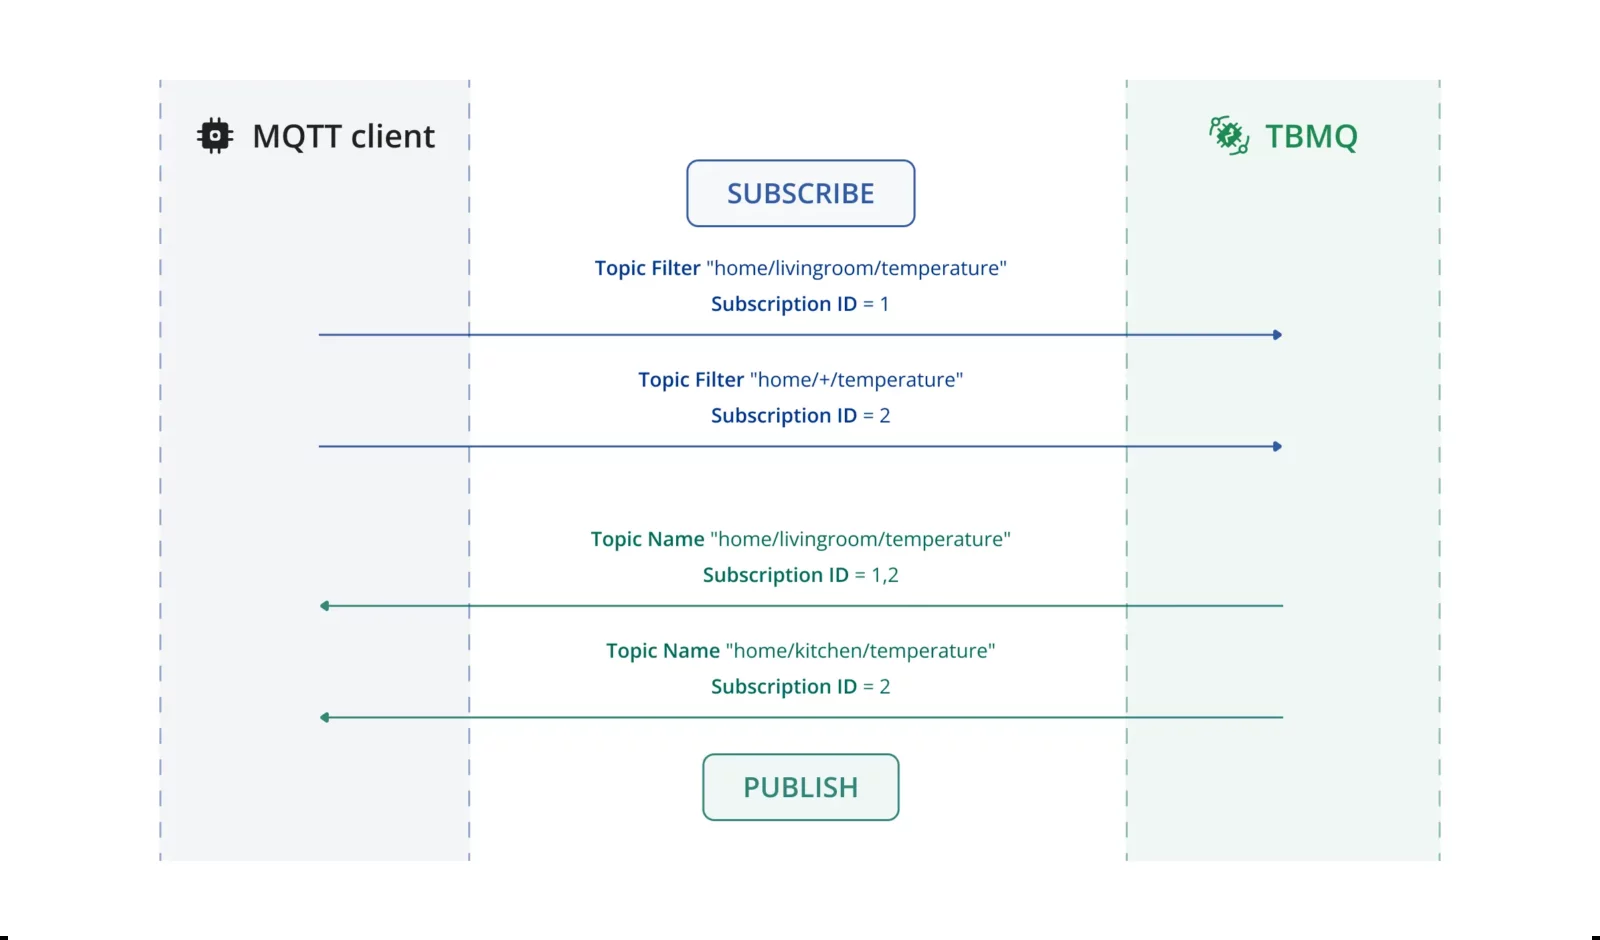 MQTT client
TBMQ
SUBSCRIBE
Topic Filter "home/livingroom/temperature"
Subscription ID = 1
Topic Filter "home/+/temperature"
Subscription ID = 2
Topic Name "home/livingroom/temperature"
Subscription ID = 1,2
Topic Name "home/kitchen/temperature"
Subscription ID = 2
PUBLISH